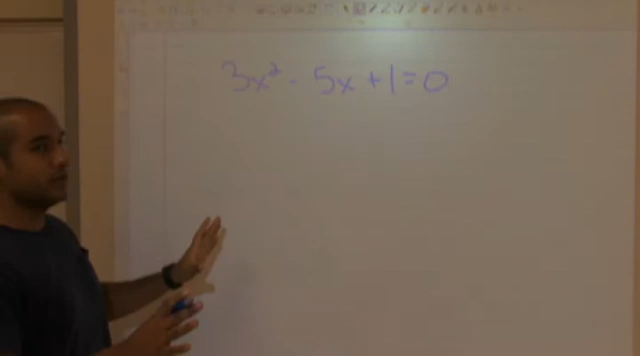 3x² - 5x + 1 = 0